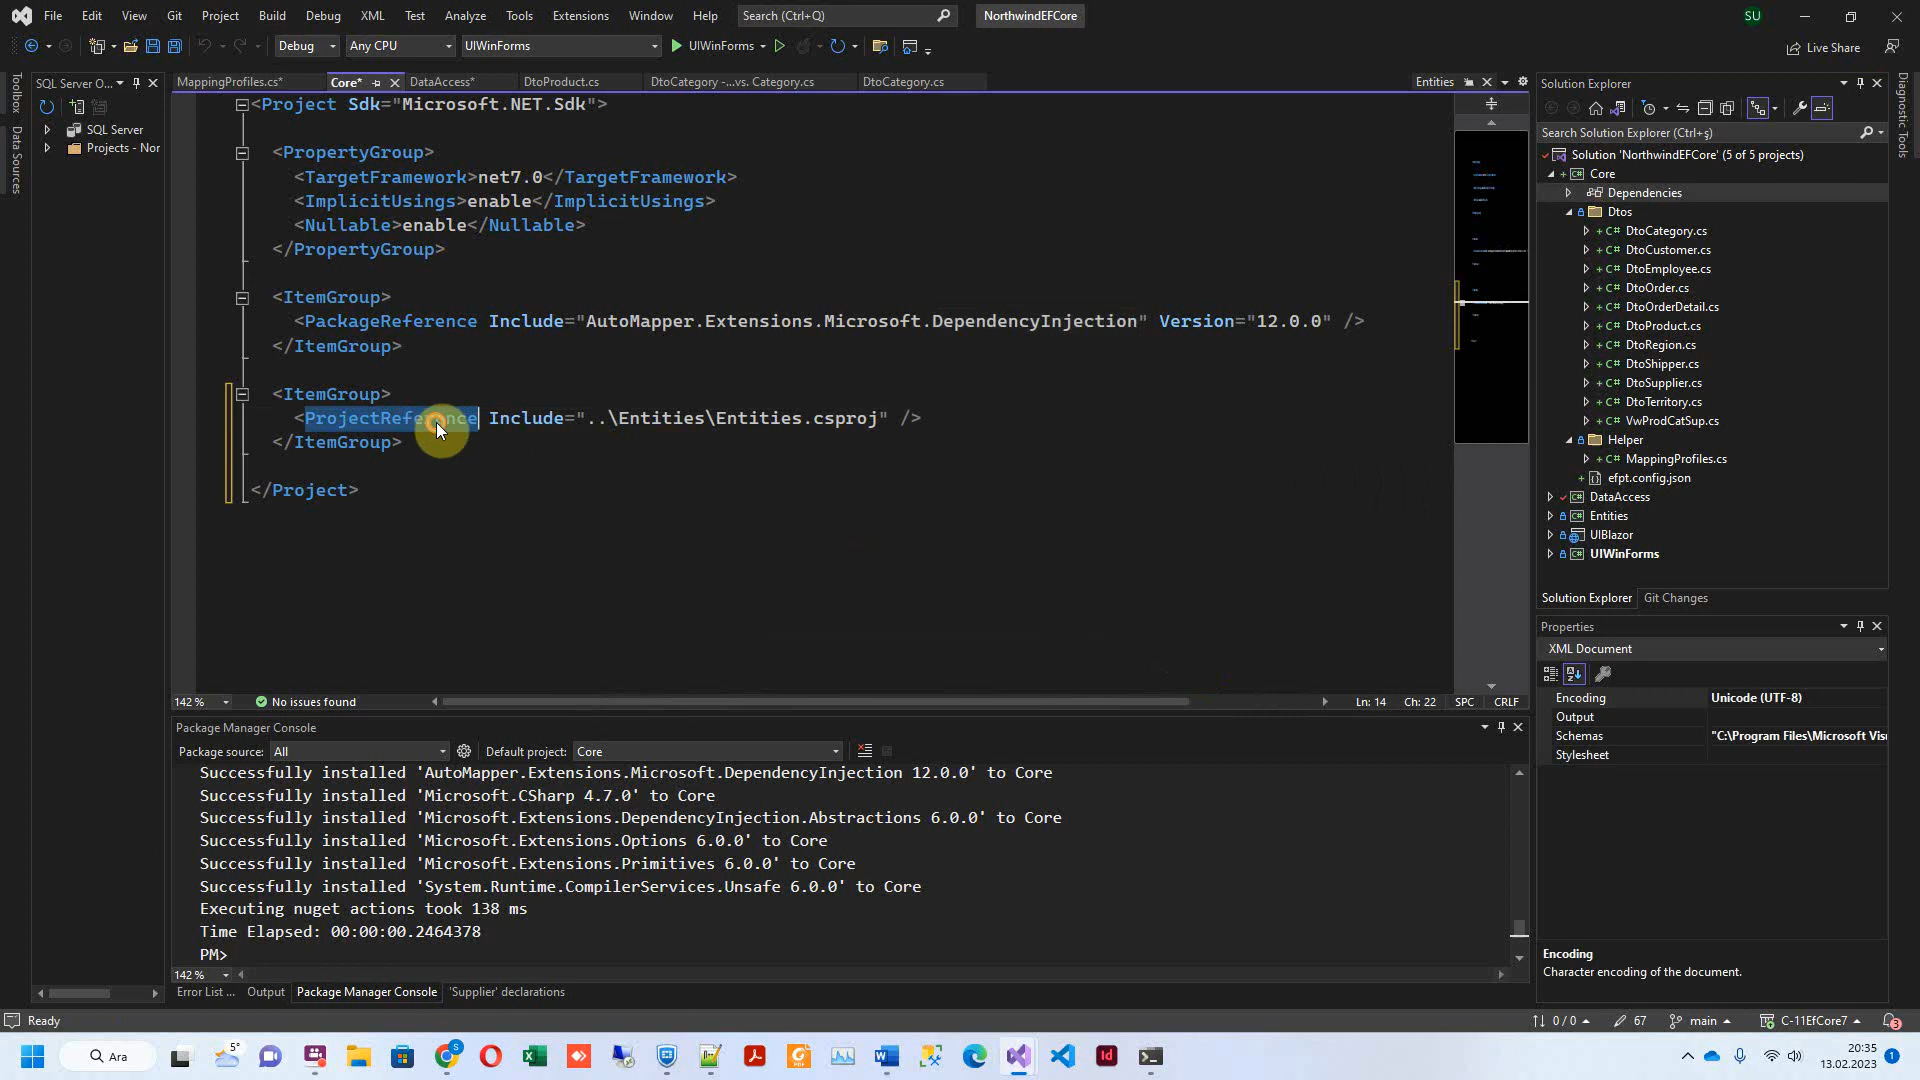 File Edit View Git Project Build Debug XML Test Analyze Tools Extensions Window Help Search (Ctrl+Q) NorthwindEFCore SU
Debug Any CPU UIWinForms UIWinForms Live Share
Toolbox
Data Sources
SQL Server O...
SQL Server
Projects - Nor
MappingProfiles.cs* Core* DataAccess* DtoProduct.cs DtoCategory -...vs. Category.cs DtoCategory.cs Entities
<Project Sdk="Microsoft.NET.Sdk">
<PropertyGroup>
<TargetFramework>net7.0</TargetFramework>
<ImplicitUsings>enable</ImplicitUsings>
<Nullable>enable</Nullable>
</PropertyGroup>
<ItemGroup>
<PackageReference Include="AutoMapper.Extensions.Microsoft.DependencyInjection" Version="12.0.0" />
</ItemGroup>
<ItemGroup>
<ProjectReference Include="..\Entities\Entities.csproj" />
</ItemGroup>
</Project>
142 % No issues found Ln: 14 Ch: 22 SPC CRLF
Package Manager Console
Package source: All Default project: Core
Successfully installed 'AutoMapper.Extensions.Microsoft.DependencyInjection 12.0.0' to Core
Successfully installed 'Microsoft.CSharp 4.7.0' to Core
Successfully installed 'Microsoft.Extensions.DependencyInjection.Abstractions 6.0.0' to Core
Successfully installed 'Microsoft.Extensions.Options 6.0.0' to Core
Successfully installed 'Microsoft.Extensions.Primitives 6.0.0' to Core
Successfully installed 'System.Runtime.CompilerServices.Unsafe 6.0.0' to Core
Executing nuget actions took 138 ms
Time Elapsed: 00:00:00.2464378
PM>
142 %
Error List ... Output Package Manager Console 'Supplier' declarations
Solution Explorer
Search Solution Explorer (Ctrl+ş)
Solution 'NorthwindEFCore' (5 of 5 projects)
Core
Dependencies
Dtos
C# DtoCategory.cs
C# DtoCustomer.cs
C# DtoEmployee.cs
C# DtoOrder.cs
C# DtoOrderDetail.cs
C# DtoProduct.cs
C# DtoRegion.cs
C# DtoShipper.cs
C# DtoSupplier.cs
C# DtoTerritory.cs
C# VwProdCatSup.cs
Helper
C# MappingProfiles.cs
efpt.config.json
DataAccess
Entities
UIBlazor
UIWinForms
Solution Explorer Git Changes
Properties
XML Document
Encoding Unicode (UTF-8)
Output
Schemas "C:\Program Files\Microsoft Visu
Stylesheet
Encoding
Character encoding of the document.
Diagnostic Tools
Ready 0 / 0 67 main C-11EfCore7 3
Ara 5° S Id 20:35
13.02.2023 1